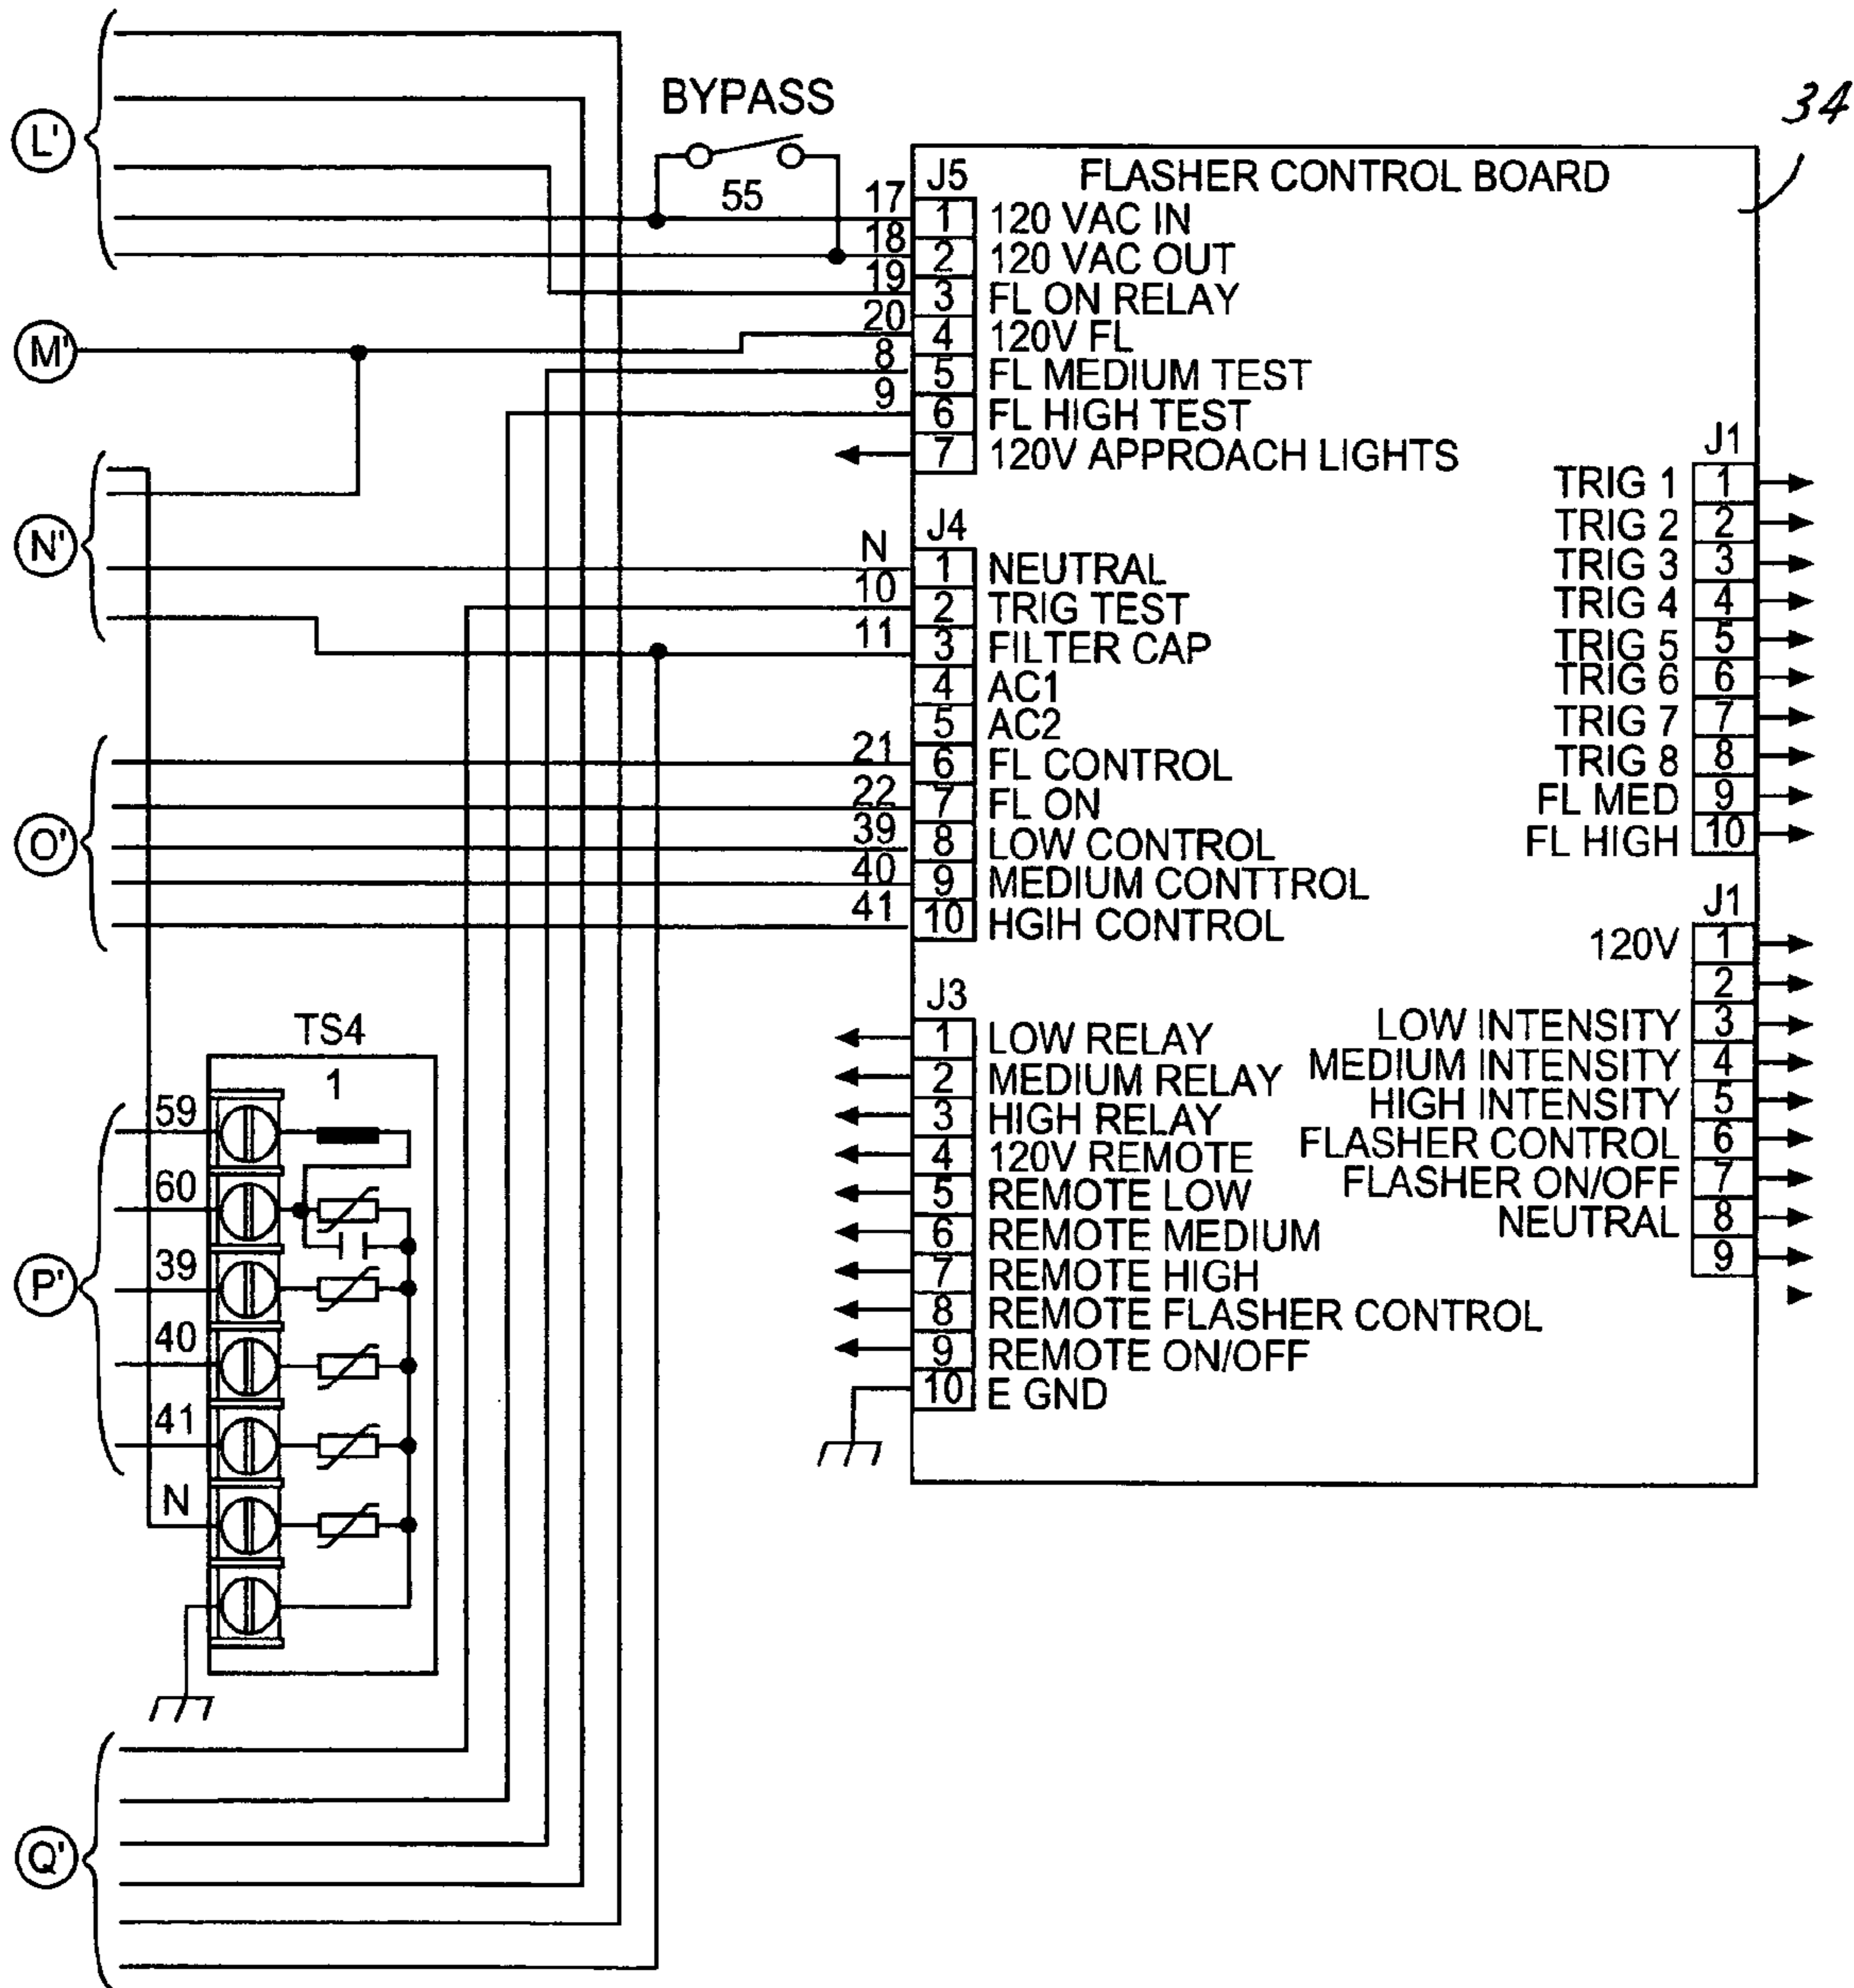 34
BYPASS
55
L'
M'
N'
O'
P'
Q'
FLASHER CONTROL BOARD
J5
17 1 120 VAC IN
18 2 120 VAC OUT
19 3 FL ON RELAY
20 4 120V FL
8 5 FL MEDIUM TEST
9 6 FL HIGH TEST
7 120V APPROACH LIGHTS
J4
N 1 NEUTRAL
10 2 TRIG TEST
11 3 FILTER CAP
4 AC1
5 AC2
21 6 FL CONTROL
22 7 FL ON
39 8 LOW CONTROL
40 9 MEDIUM CONTTROL
41 10 HGIH CONTROL
J3
1 LOW RELAY
2 MEDIUM RELAY
3 HIGH RELAY
4 120V REMOTE
5 REMOTE LOW
6 REMOTE MEDIUM
7 REMOTE HIGH
8 REMOTE FLASHER CONTROL
9 REMOTE ON/OFF
10 E GND
J1
TRIG 1 1
TRIG 2 2
TRIG 3 3
TRIG 4 4
TRIG 5 5
TRIG 6 6
TRIG 7 7
TRIG 8 8
FL MED 9
FL HIGH 10
J1
120V 1
2
LOW INTENSITY 3
MEDIUM INTENSITY 4
HIGH INTENSITY 5
FLASHER CONTROL 6
FLASHER ON/OFF 7
NEUTRAL 8
9
TS4
1
59
60
39
40
41
N